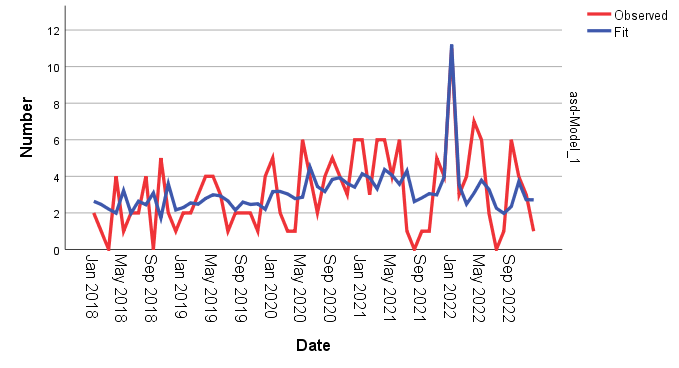 Observed
Fit
12
10
8
6
4
2
0
Number
asd-Model_1
Jan 2018
May 2018
Sep 2018
Jan 2019
May 2019
Sep 2019
Jan 2020
May 2020
Sep 2020
Jan 2021
May 2021
Sep 2021
Jan 2022
May 2022
Sep 2022
Date